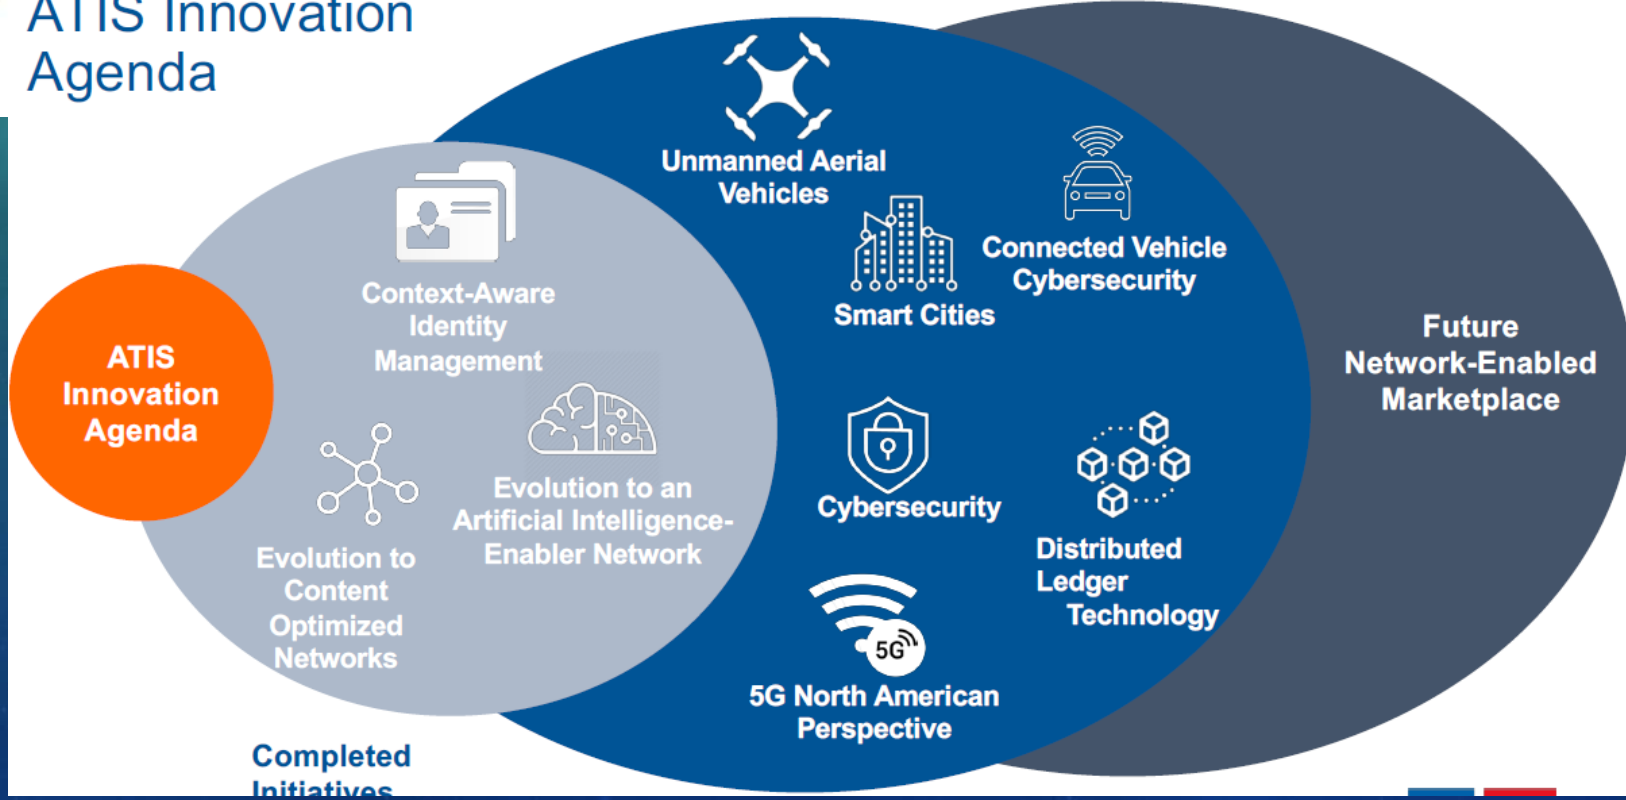 ATIS Innovation
Agenda
Unmanned Aerial
Vehicles
Connected Vehicle
Cybersecurity
Smart Cities
Context-Aware
Identity
Management
ATIS
Innovation
Agenda
Future
Network-Enabled
Marketplace
Evolution to an
Artificial Intelligence-
Enabler Network
Cybersecurity
Distributed
Ledger
Technology
Evolution to
Content
Optimized
Networks
5G
5G North American
Perspective
Completed
Initiatives